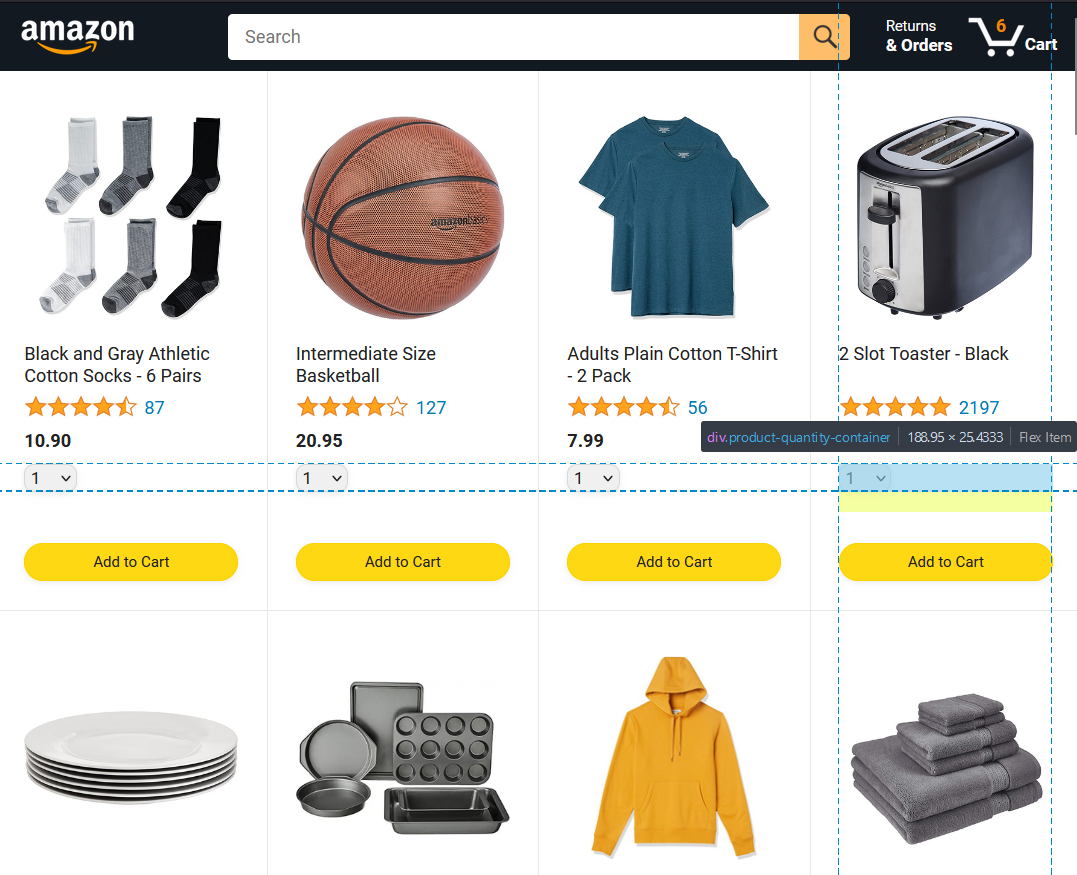 amazon
Search
Returns
& Orders
6
Cart
amazonbasics
Black and Gray Athletic
Cotton Socks - 6 Pairs
Intermediate Size
Basketball
Adults Plain Cotton T-Shirt
- 2 Pack
2 Slot Toaster - Black
87
127
56
2197
10.90
20.95
7.99
div.product-quantity-container
188.95 × 25.4333
Flex Item
1
1
1
1
Add to Cart
Add to Cart
Add to Cart
Add to Cart